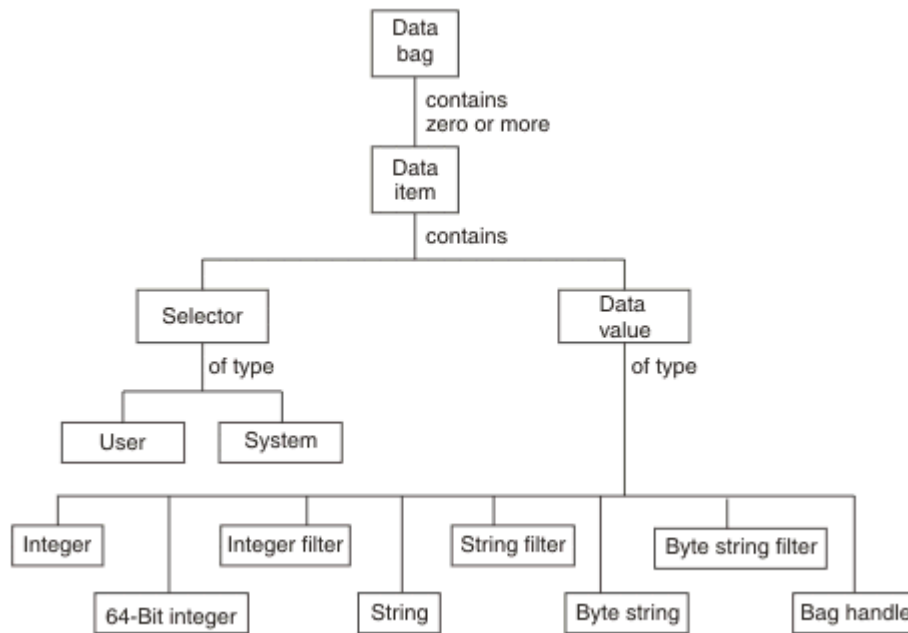 Data
bag
contains
zero or more
Data
item
contains
Selector
Data
value
of type
of type
User
System
Integer
Integer filter
String filter
Byte string filter
64-Bit integer
String
Byte string
Bag handle